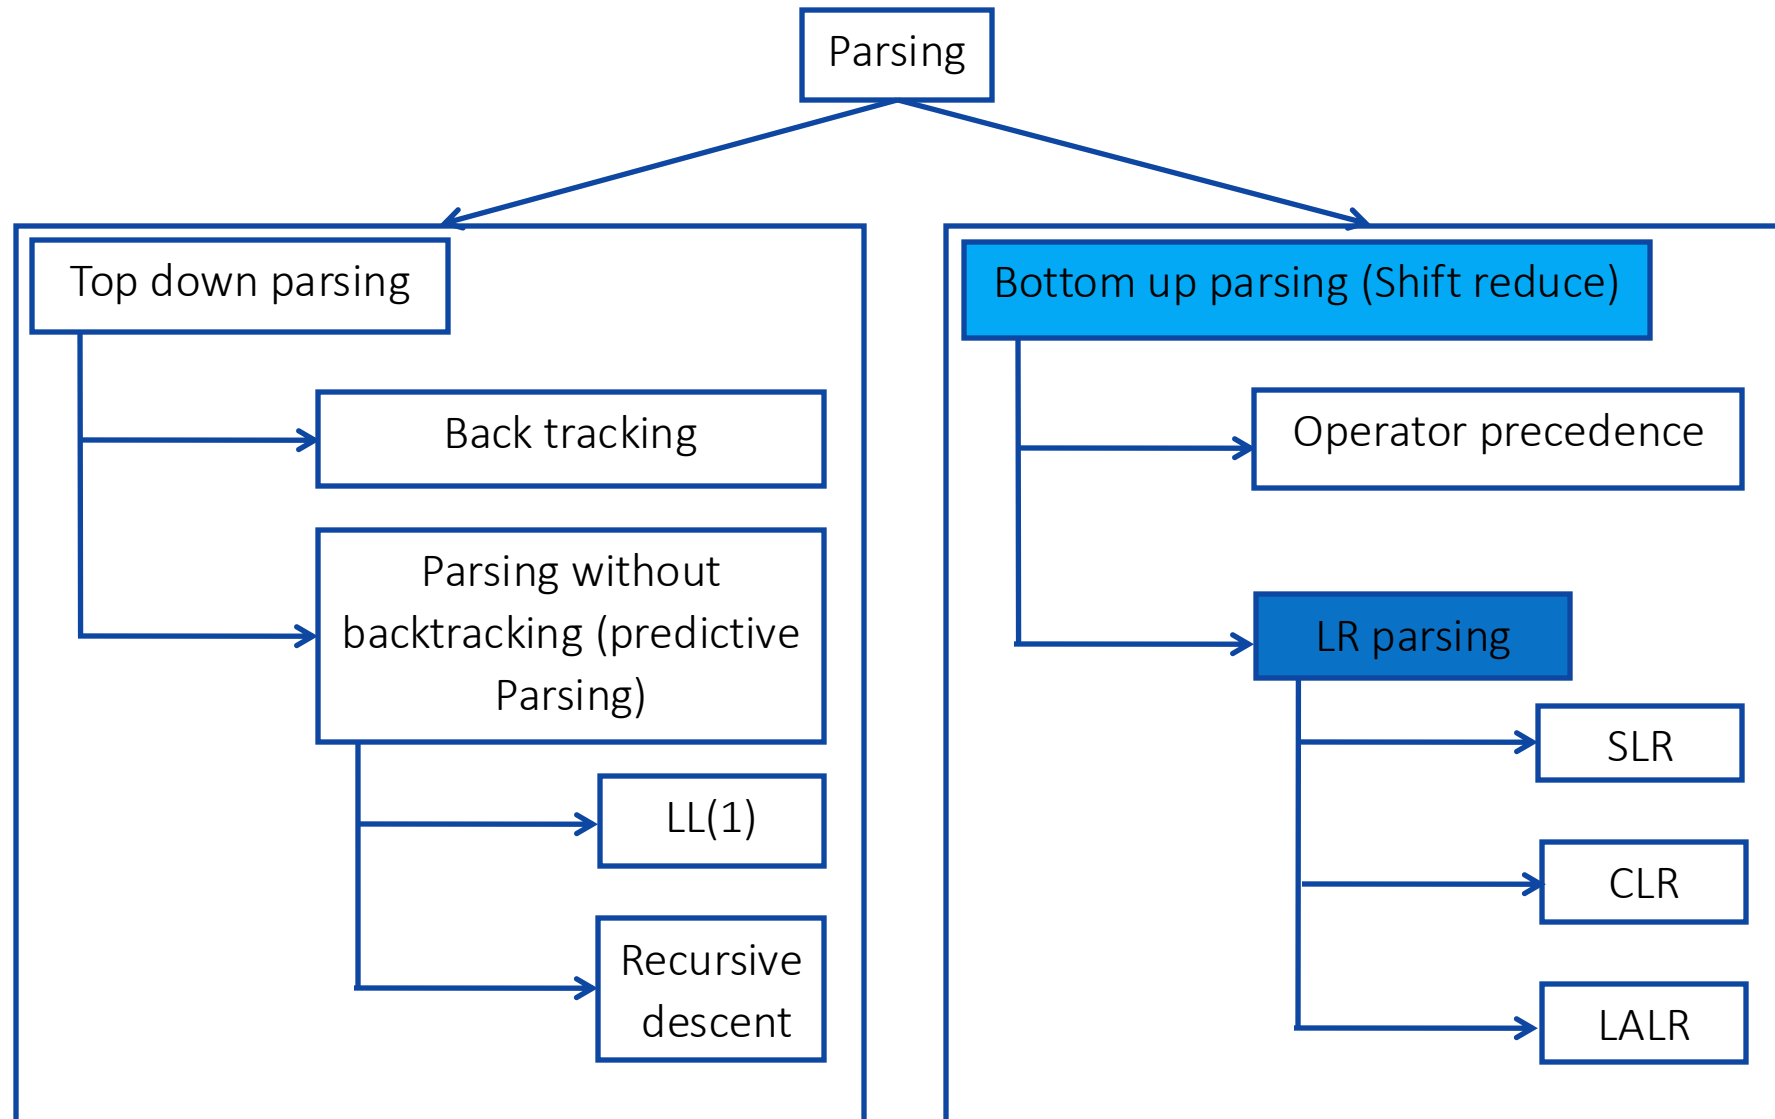 Parsing
Top down parsing
Back tracking
Parsing without
backtracking (predictive
Parsing)
LL(1)
Recursive
descent
Bottom up parsing (Shift reduce)
Operator precedence
LR parsing
SLR
CLR
LALR